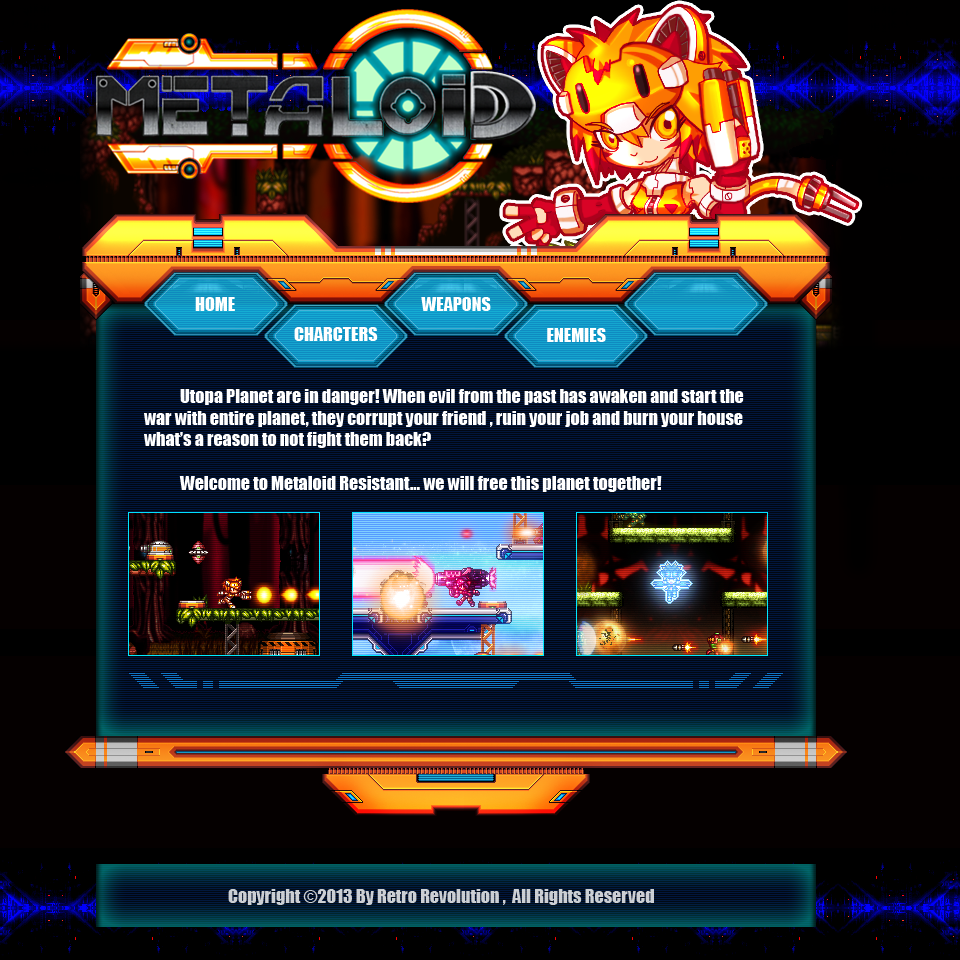 METALOID
HOME
WEAPONS
CHARCTERS
ENEMIES
Utopa Planet are in danger! When evil from the past has awaken and start the
war with entire planet, they corrupt your friend , ruin your job and burn your house
what's a reason to not fight them back?
Welcome to Metaloid Resistant... we will free this planet together!
Copyright ©2013 By Retro Revolution , All Rights Reserved